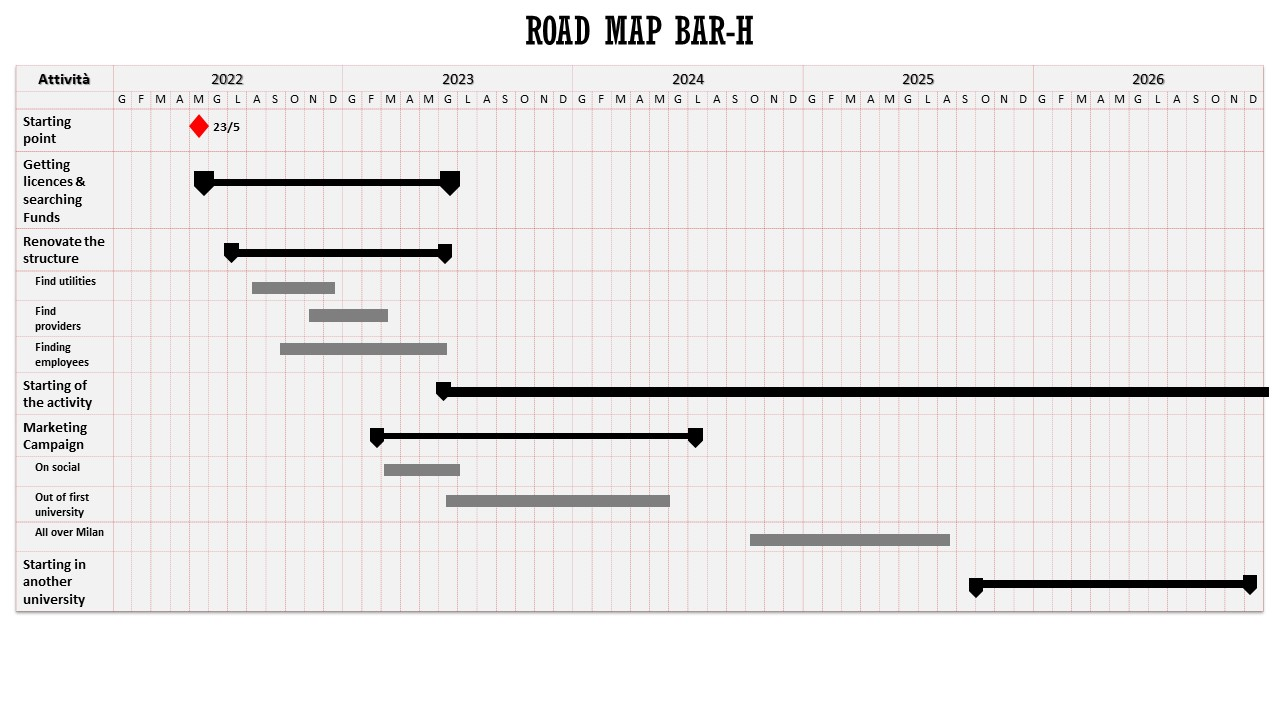 ROAD MAP BAR-H
Attività 2022 2023 2024 2025 2026
G F M A M G L A S O N D G F M A M G L A S O N D G F M A M G L A S O N D G F M A M G L A S O N D G F M A M G L A S O N D
Starting
point
23/5
Getting
licences &
searching
Funds
Renovate the
structure
Find utilities
Find
providers
Finding
employees
Starting of
the activity
Marketing
Campaign
On social
Out of first
university
All over Milan
Starting in
another
university